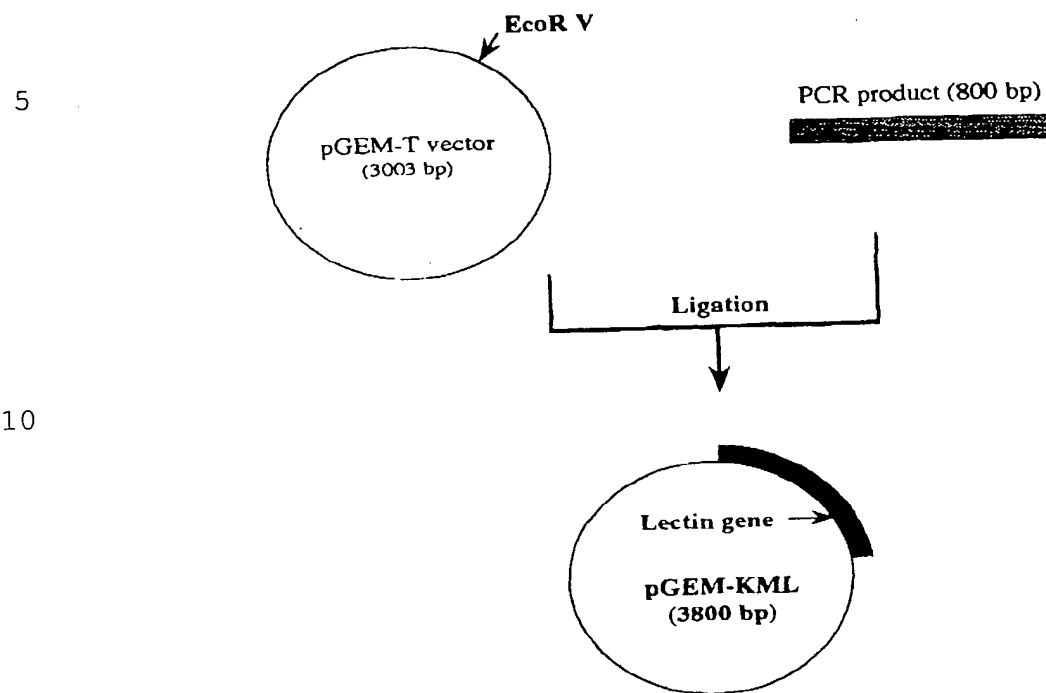 EcoR V
5
PCR product (800 bp)
pGEM-T vector
(3003 bp)
Ligation
10
Lectin gene
pGEM-KML
(3800 bp)